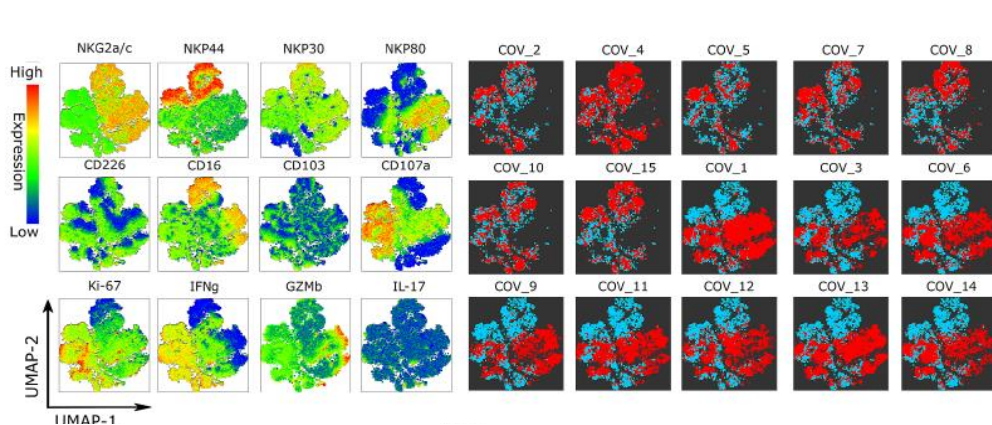 NKG2a/c NKP44 NKP30 NKP80 COV_2 COV_4 COV_5 COV_7 COV_8
High
Expression
Low
CD226 CD16 CD103 CD107a COV_10 COV_15 COV_1 COV_3 COV_6
Ki-67 IFNg GZMb IL-17 COV_9 COV_11 COV_12 COV_13 COV_14
UMAP-2
UMAP-1